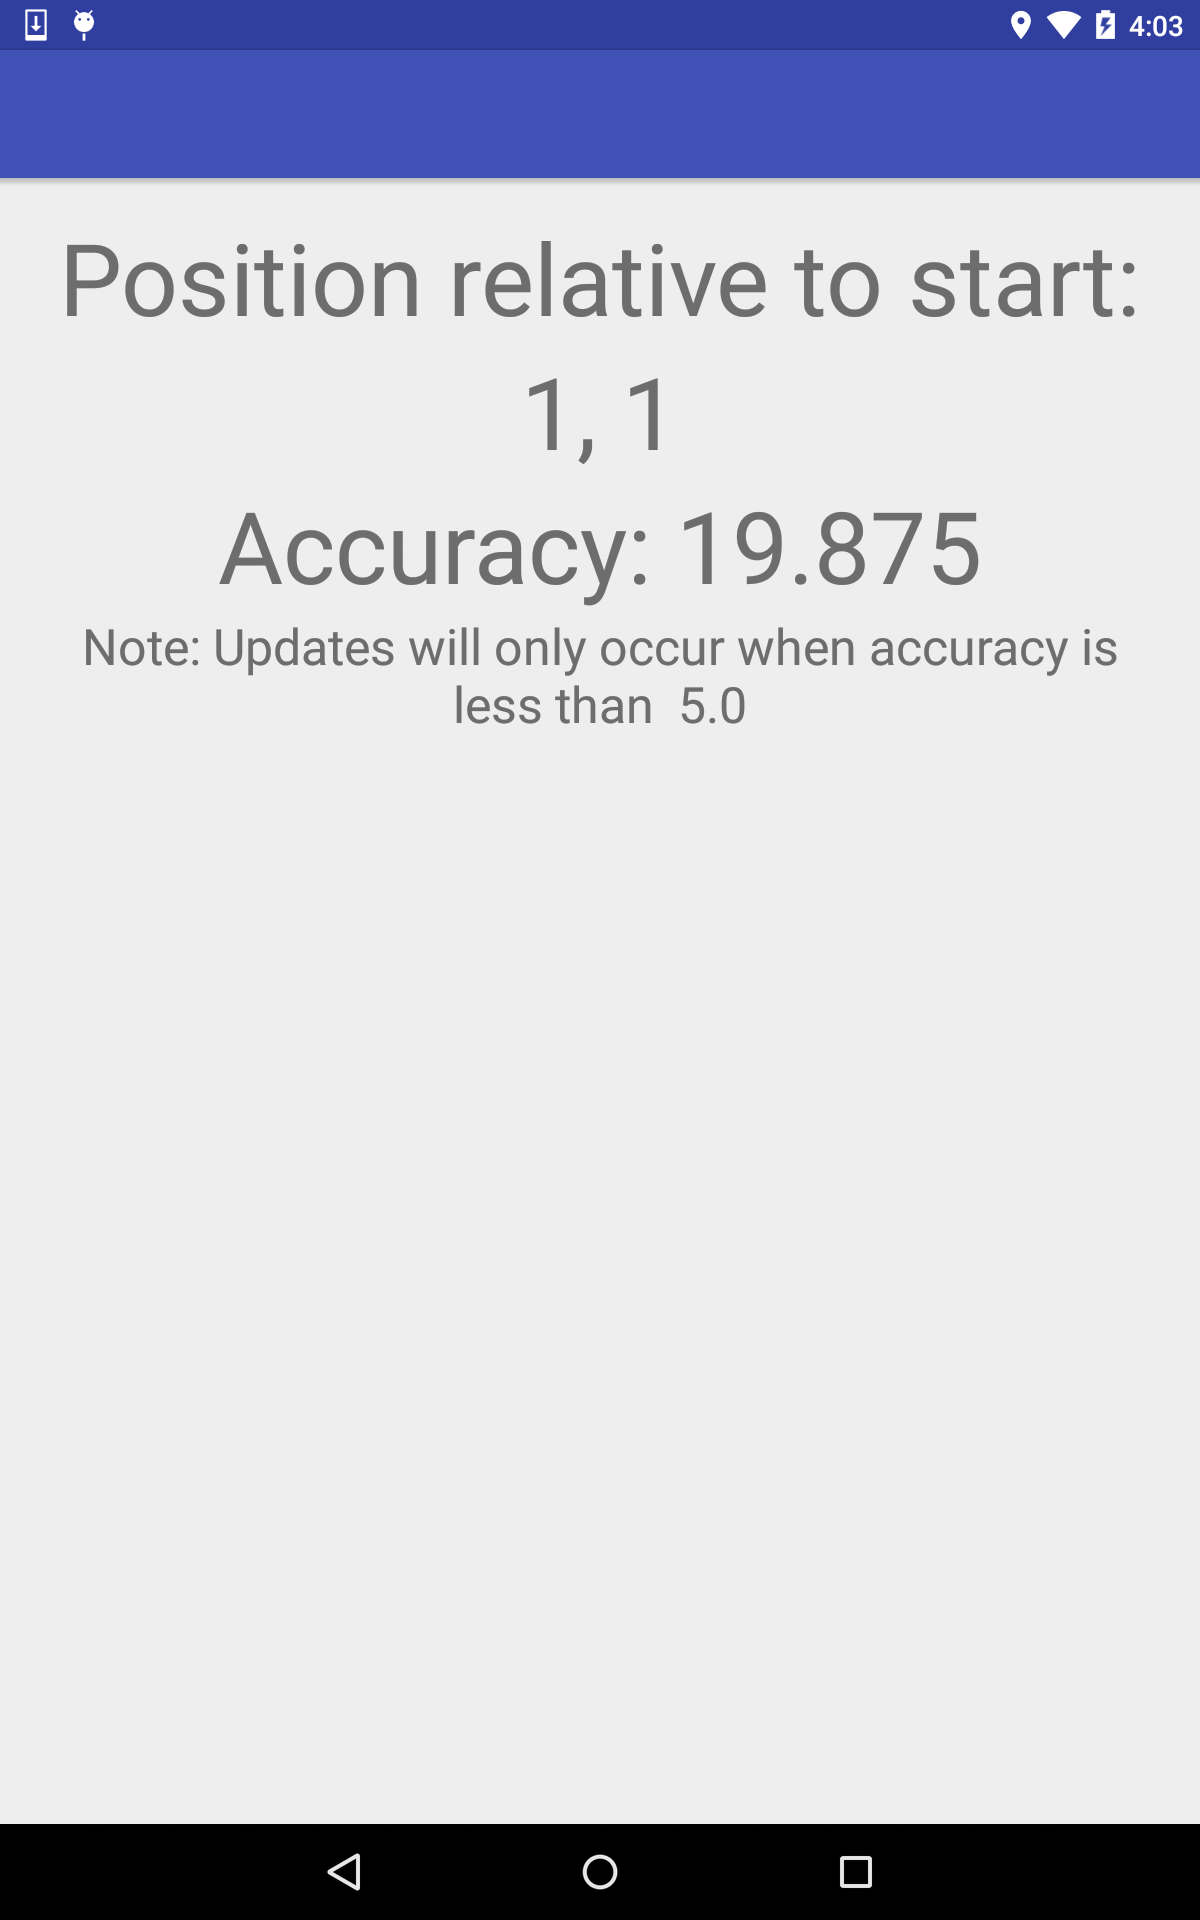 4:03
Position relative to start:
1, 1
Accuracy: 19.875
Note: Updates will only occur when accuracy is
less than  5.0